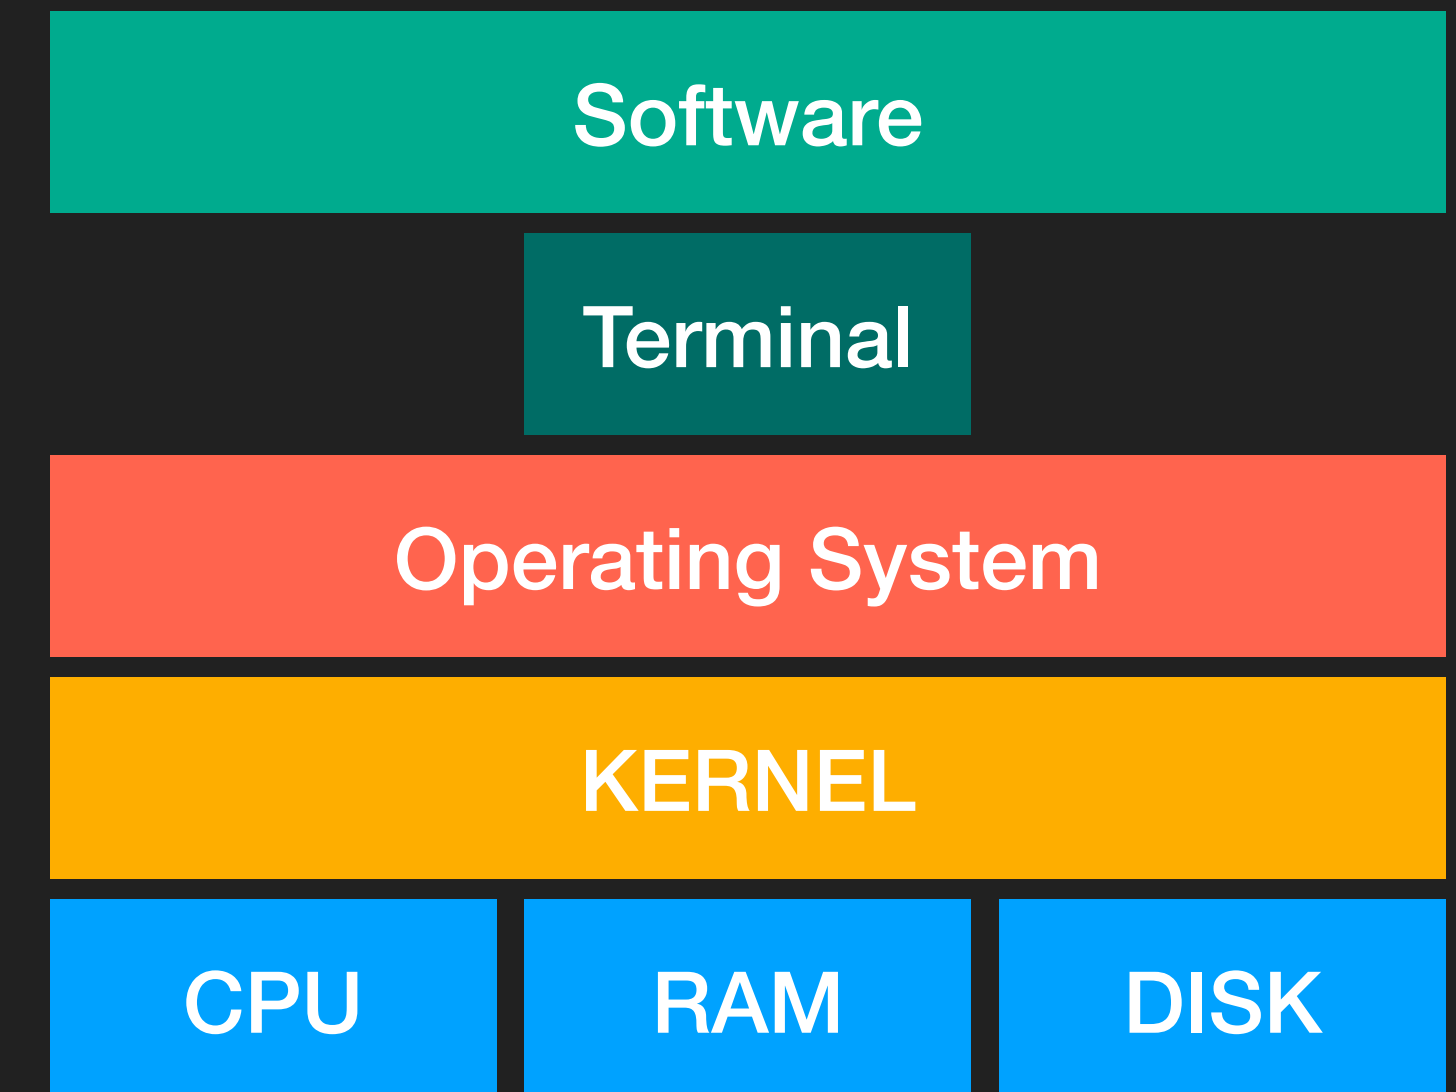 Software
Terminal
Operating System
KERNEL
CPU RAM DISK